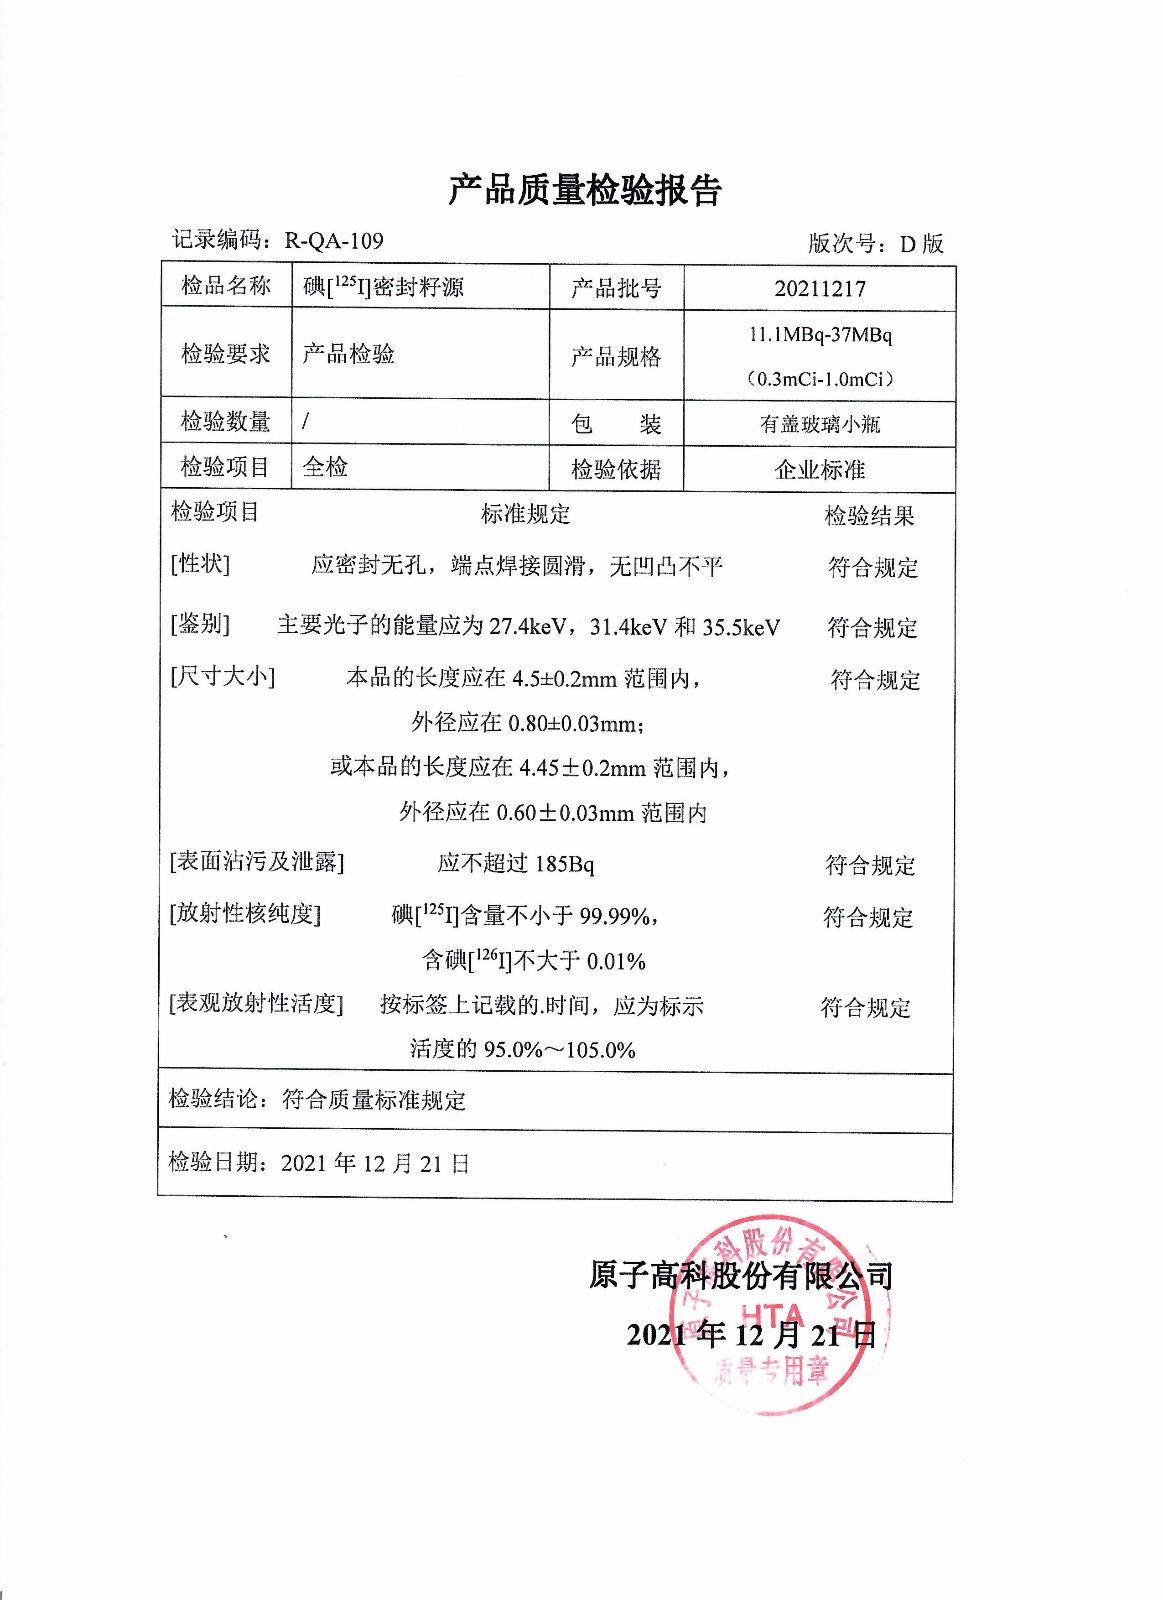 产品质量检验报告
记录编码：R-QA-109 版次号：D 版
检品名称 碘[¹²⁵I]密封籽源 产品批号 20211217
检验要求 产品检验 产品规格 11.1MBq-37MBq
（0.3mCi-1.0mCi）
检验数量 / 包 装 有盖玻璃小瓶
检验项目 全检 检验依据 企业标准
检验项目 标准规定 检验结果
[性状] 应密封无孔，端点焊接圆滑，无凹凸不平 符合规定
[鉴别] 主要光子的能量应为 27.4keV，31.4keV 和 35.5keV 符合规定
[尺寸大小] 本品的长度应在 4.5±0.2mm 范围内， 符合规定
外径应在 0.80±0.03mm；
或本品的长度应在 4.45±0.2mm 范围内，
外径应在 0.60±0.03mm 范围内
[表面沾污及泄露] 应不超过 185Bq 符合规定
[放射性核纯度] 碘[¹²⁵I]含量不小于 99.99%， 符合规定
含碘[¹²⁶I]不大于 0.01%
[表观放射性活度] 按标签上记载的.时间，应为标示 符合规定
活度的 95.0%～105.0%
检验结论：符合质量标准规定
检验日期：2021 年 12 月 21 日
原子高科股份有限公司
2021 年 12 月 21 日
原子高科股份有限公司
HTA
质量专用章